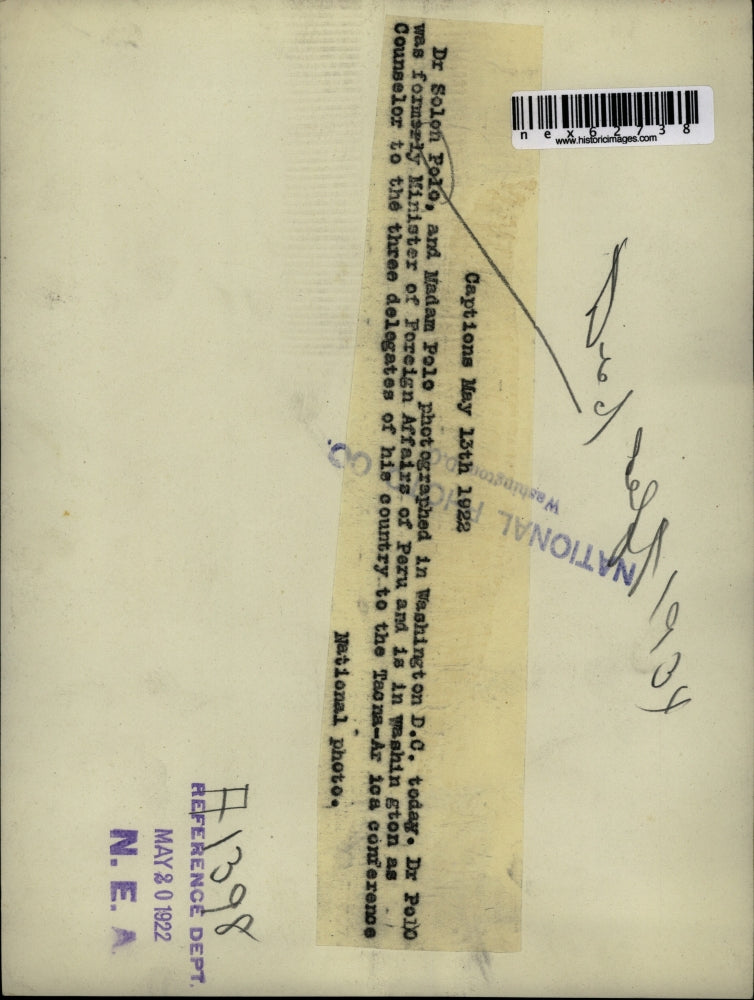 nex62738
www.historicimages.com
Captions May 13th 1922
Dr Solon Polo, and Madam Polo photographed in Washington D.C. today. Dr Polo
was formerly Minister of Foreign Affairs of Peru and is in Washin gton as
Counselor to the three delegates of his country to the Tacna-Ar ica conference
National photo.
NATIONAL PHOTO CO.
Washington D.C.
A1398
REFERENCE DEPT.
MAY 20 1922
N. E. A.